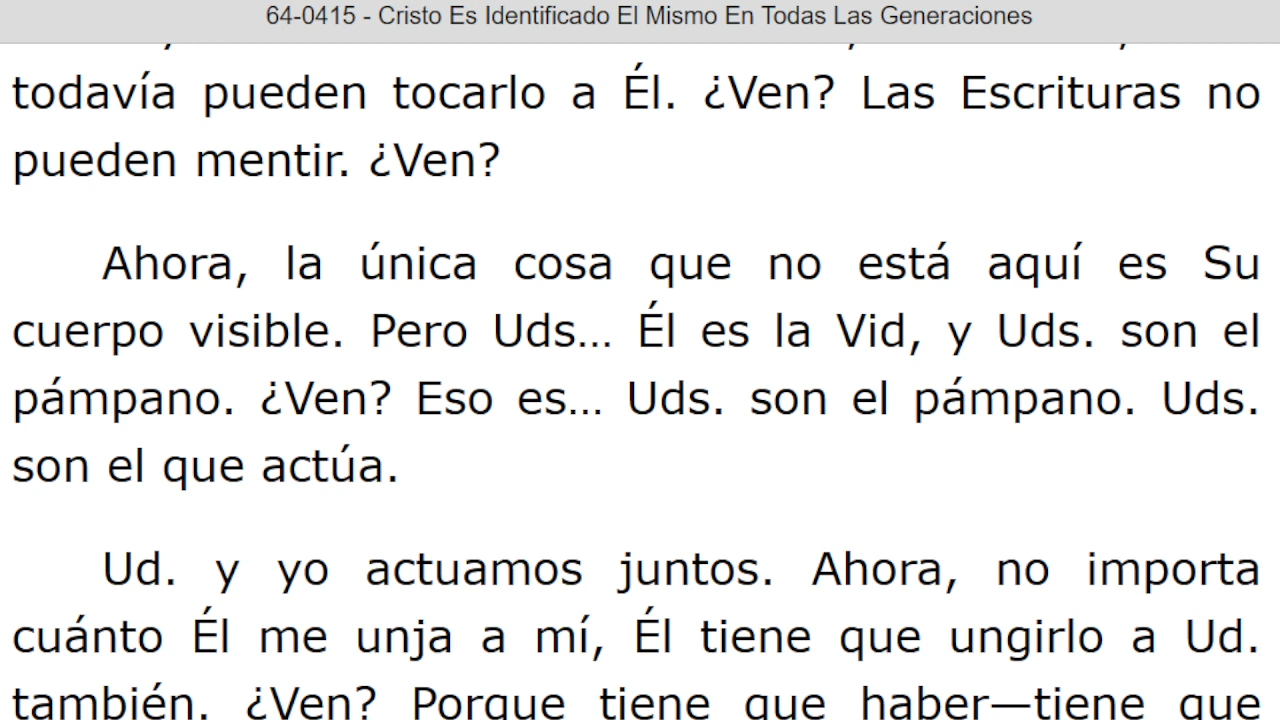 64-0415 - Cristo Es Identificado El Mismo En Todas Las Generaciones
todavía pueden tocarlo a Él. ¿Ven? Las Escrituras no
pueden mentir. ¿Ven?
Ahora, la única cosa que no está aquí es Su
cuerpo visible. Pero Uds... Él es la Vid, y Uds. son el
pámpano. ¿Ven? Eso es... Uds. son el pámpano. Uds.
son el que actúa.
Ud. y yo actuamos juntos. Ahora, no importa
cuánto Él me unja a mí, Él tiene que ungirlo a Ud.
también. ¿Ven? Porque tiene que haber—tiene que